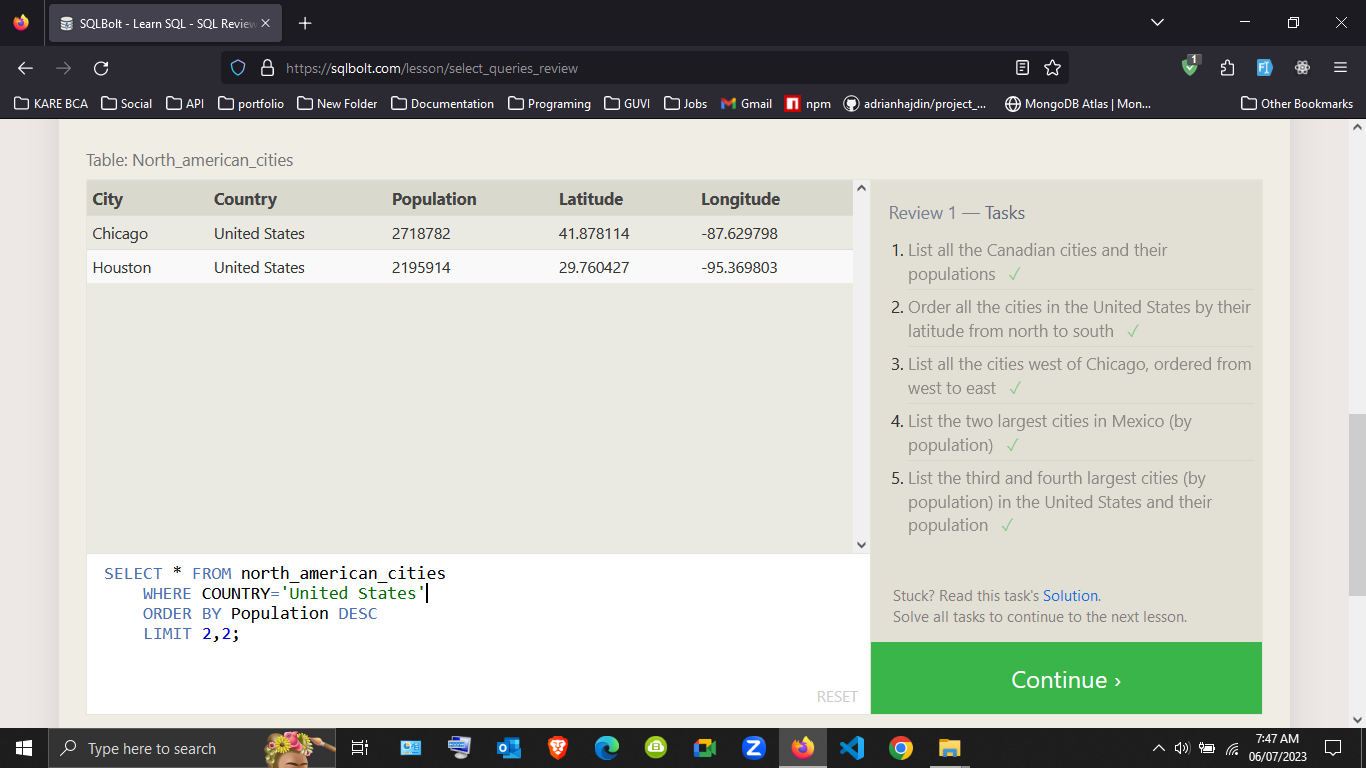 SQLBolt - Learn SQL - SQL Review
https://sqlbolt.com/lesson/select_queries_review
1
KARE BCA
Social
API
portfolio
New Folder
Documentation
Programing
GUVI
Jobs
Gmail
npm
adrianhajdin/project_...
MongoDB Atlas | Mon...
Other Bookmarks
Table: North_american_cities
City Country Population Latitude Longitude
Chicago United States 2718782 41.878114 -87.629798
Houston United States 2195914 29.760427 -95.369803
Review 1 — Tasks
1. List all the Canadian cities and their
populations ✓
2. Order all the cities in the United States by their
latitude from north to south ✓
3. List all the cities west of Chicago, ordered from
west to east ✓
4. List the two largest cities in Mexico (by
population) ✓
5. List the third and fourth largest cities (by
population) in the United States and their
population ✓
Stuck? Read this task's Solution.
Solve all tasks to continue to the next lesson.
Continue ›
SELECT * FROM north_american_cities
WHERE COUNTRY='United States'
ORDER BY Population DESC
LIMIT 2,2;
RESET
Type here to search
7:47 AM
06/07/2023